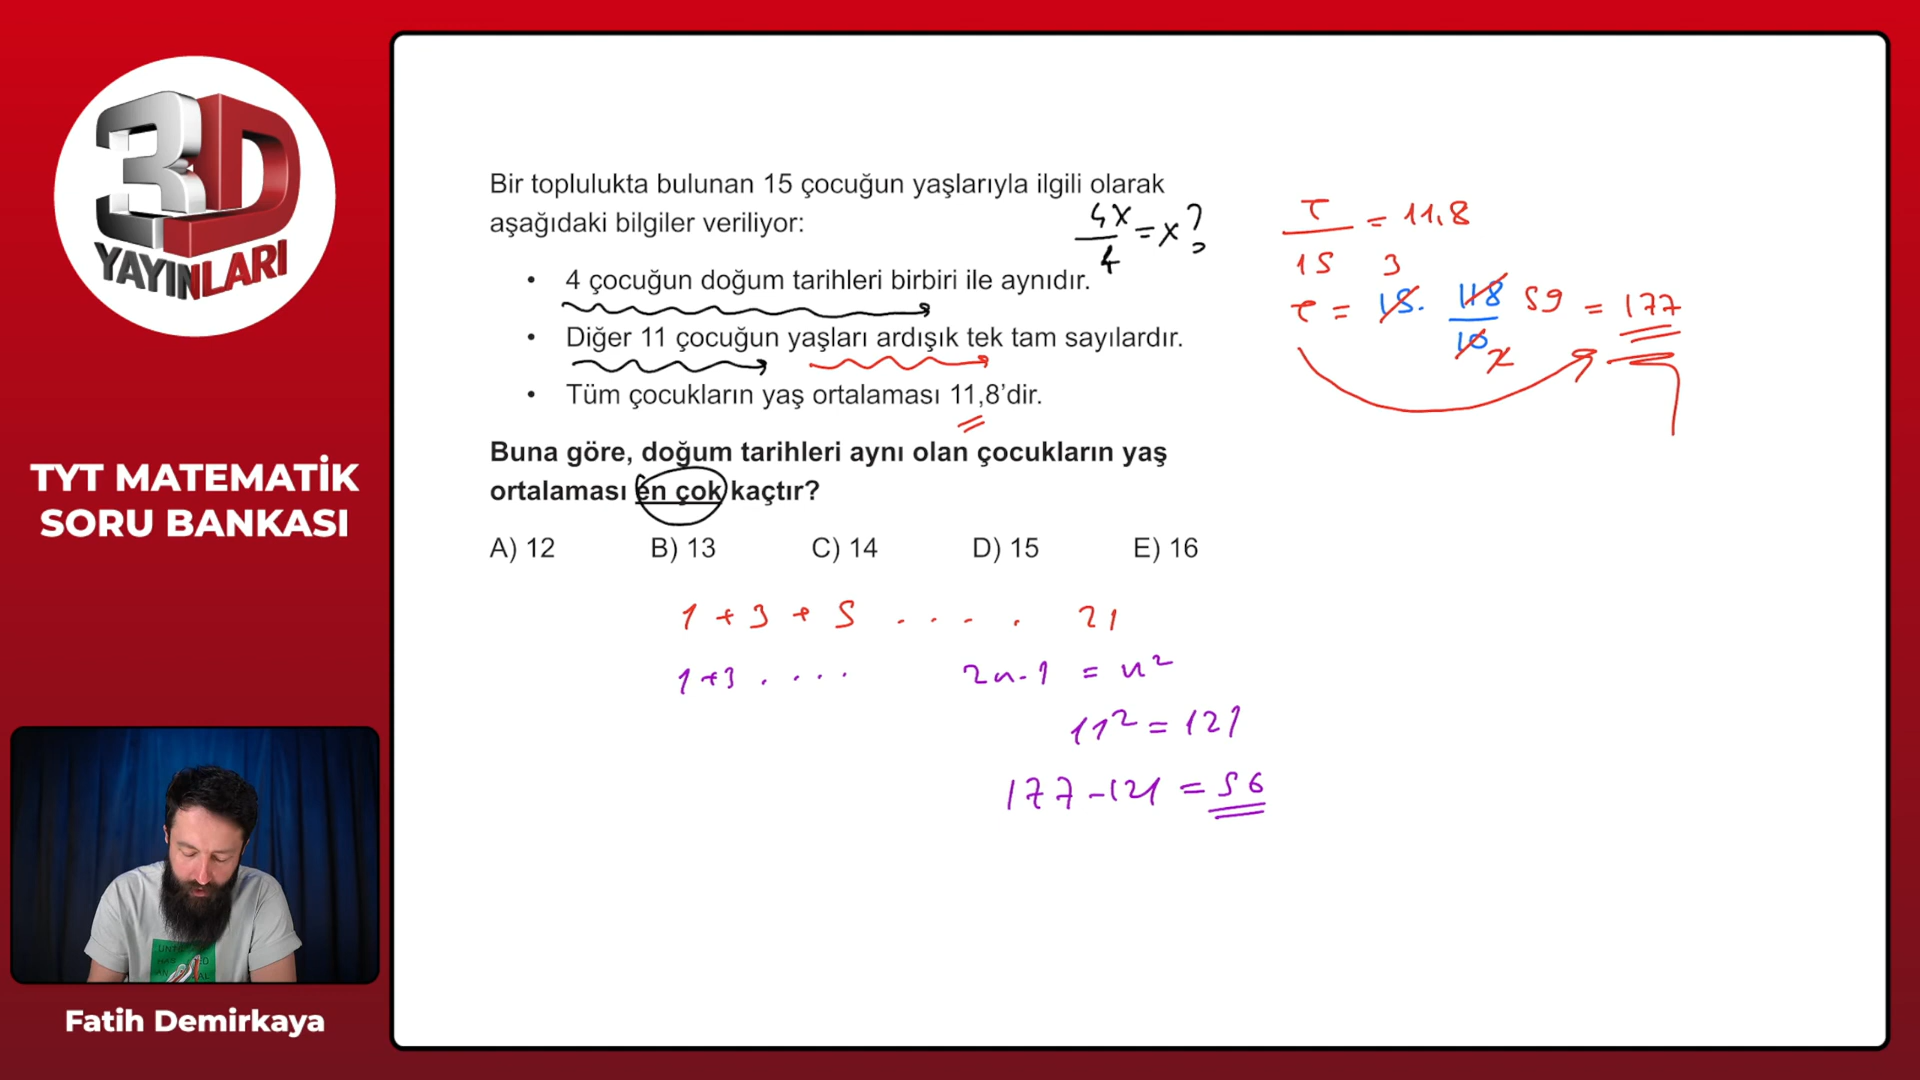 3D
YAYINLARI
TYT MATEMATİK
SORU BANKASI
Fatih Demirkaya
Bir toplulukta bulunan 15 çocuğun yaşlarıyla ilgili olarak
aşağıdaki bilgiler veriliyor:
• 4 çocuğun doğum tarihleri birbiri ile aynıdır.
• Diğer 11 çocuğun yaşları ardışık tek tam sayılardır.
• Tüm çocukların yaş ortalaması 11,8'dir.
Buna göre, doğum tarihleri aynı olan çocukların yaş
ortalaması en çok kaçtır?
A) 12 B) 13 C) 14 D) 15 E) 16
4x/4 = x ?
T/15 = 11,8
T = 15. 118/10 3 59 = 177
1 + 3 + 5 . . . . . 21
1+3 . . . . . 2n-1 = n²
11² = 121
177-121 = 56